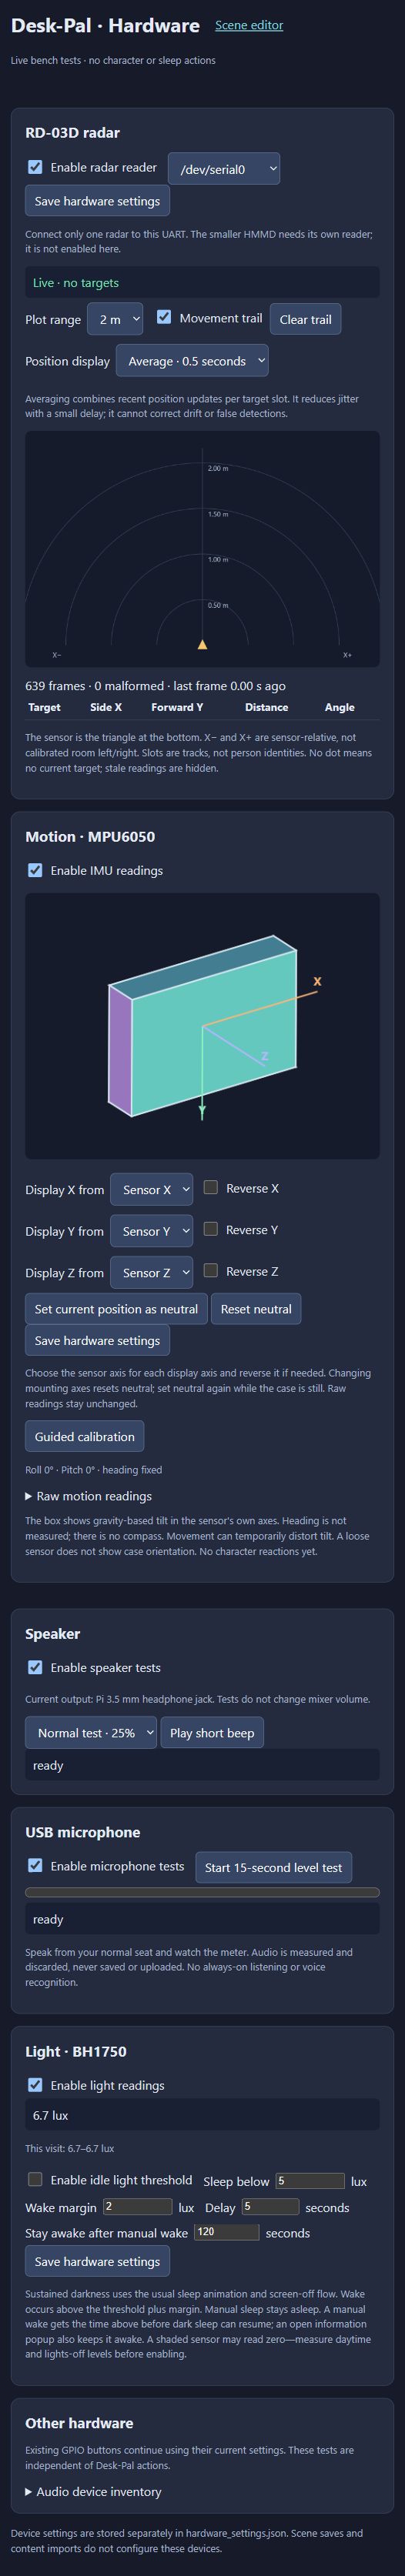 Desk-Pal · Hardware Scene editor
Live bench tests · no character or sleep actions
RD-03D radar
Enable radar reader /dev/serial0
Save hardware settings
Connect only one radar to this UART. The smaller HMMD needs its own reader;
it is not enabled here.
Live · no targets
Plot range 2 m Movement trail Clear trail
Position display Average · 0.5 seconds
Averaging combines recent position updates per target slot. It reduces jitter
with a small delay; it cannot correct drift or false detections.
2.00 m
1.50 m
1.00 m
0.50 m
X− X+
639 frames · 0 malformed · last frame 0.00 s ago
Target Side X Forward Y Distance Angle
The sensor is the triangle at the bottom. X− and X+ are sensor-relative, not
calibrated room left/right. Slots are tracks, not person identities. No dot means
no current target; stale readings are hidden.
Motion · MPU6050
Enable IMU readings
X
Z
Y
Display X from Sensor X Reverse X
Display Y from Sensor Y Reverse Y
Display Z from Sensor Z Reverse Z
Set current position as neutral Reset neutral
Save hardware settings
Choose the sensor axis for each display axis and reverse it if needed. Changing
mounting axes resets neutral; set neutral again while the case is still. Raw
readings stay unchanged.
Guided calibration
Roll 0° · Pitch 0° · heading fixed
▶ Raw motion readings
The box shows gravity-based tilt in the sensor's own axes. Heading is not
measured; there is no compass. Movement can temporarily distort tilt. A loose
sensor does not show case orientation. No character reactions yet.
Speaker
Enable speaker tests
Current output: Pi 3.5 mm headphone jack. Tests do not change mixer volume.
Normal test · 25% Play short beep
ready
USB microphone
Enable microphone tests Start 15-second level test
ready
Speak from your normal seat and watch the meter. Audio is measured and
discarded, never saved or uploaded. No always-on listening or voice
recognition.
Light · BH1750
Enable light readings
6.7 lux
This visit: 6.7–6.7 lux
Enable idle light threshold Sleep below 5 lux
Wake margin 2 lux Delay 5 seconds
Stay awake after manual wake 120 seconds
Save hardware settings
Sustained darkness uses the usual sleep animation and screen-off flow. Wake
occurs above the threshold plus margin. Manual sleep stays asleep. A manual
wake gets the time above before dark sleep can resume; an open information
popup also keeps it awake. A shaded sensor may read zero—measure daytime
and lights-off levels before enabling.
Other hardware
Existing GPIO buttons continue using their current settings. These tests are
independent of Desk-Pal actions.
▶ Audio device inventory
Device settings are stored separately in hardware_settings.json. Scene saves and
content imports do not configure these devices.